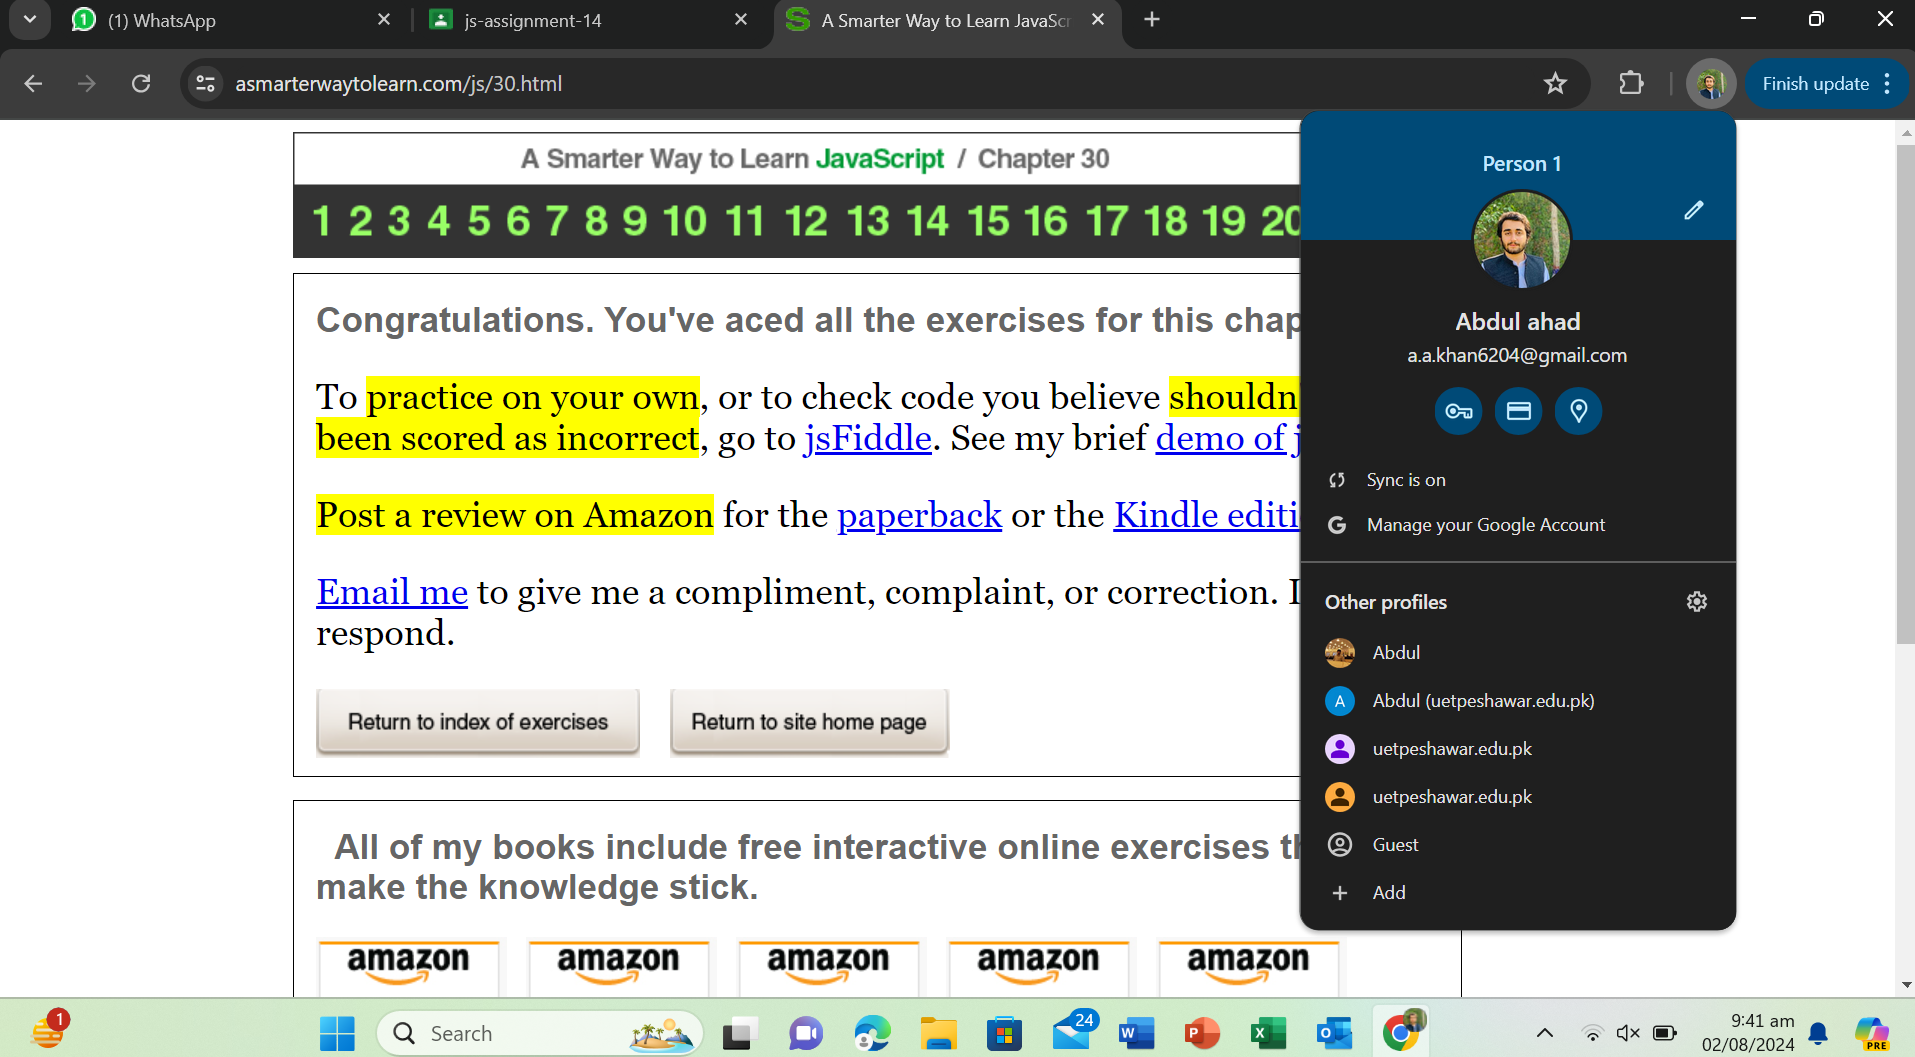 1
(1) WhatsApp
js-assignment-14
A Smarter Way to Learn JavaScr
asmarterwaytolearn.com/js/30.html
Finish update
A Smarter Way to Learn JavaScript / Chapter 30
1 2 3 4 5 6 7 8 9 10 11 12 13 14 15 16 17 18 19 20
Congratulations. You've aced all the exercises for this chap
To practice on your own, or to check code you believe shouldn
been scored as incorrect, go to jsFiddle. See my brief demo of j
Post a review on Amazon for the paperback or the Kindle editi
Email me to give me a compliment, complaint, or correction. I
respond.
Return to index of exercises
Return to site home page
All of my books include free interactive online exercises th
make the knowledge stick.
amazon
amazon
amazon
amazon
amazon
Person 1
Abdul ahad
a.a.khan6204@gmail.com
Sync is on
G
Manage your Google Account
Other profiles
Abdul
A
Abdul (uetpeshawar.edu.pk)
uetpeshawar.edu.pk
uetpeshawar.edu.pk
Guest
Add
1
Search
24
W
P
X
O
9:41 am
02/08/2024
PRE